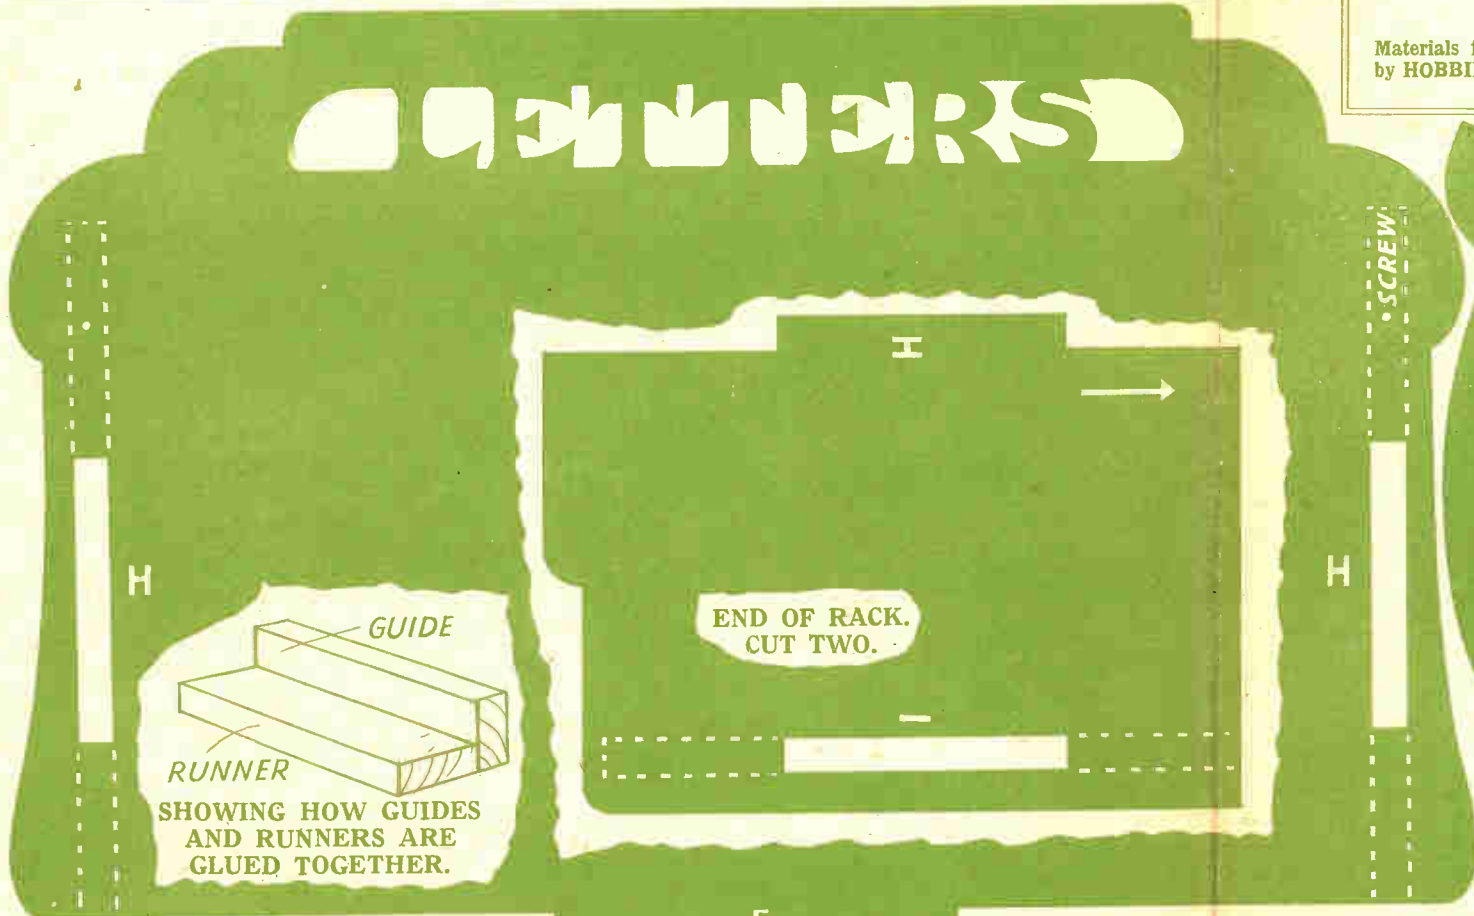 Materials f
by HOBBI
LETTERS
SCREW
H
H
H
I
GUIDE
RUNNER
SHOWING HOW GUIDES
AND RUNNERS ARE
GLUED TOGETHER.
END OF RACK.
CUT TWO.